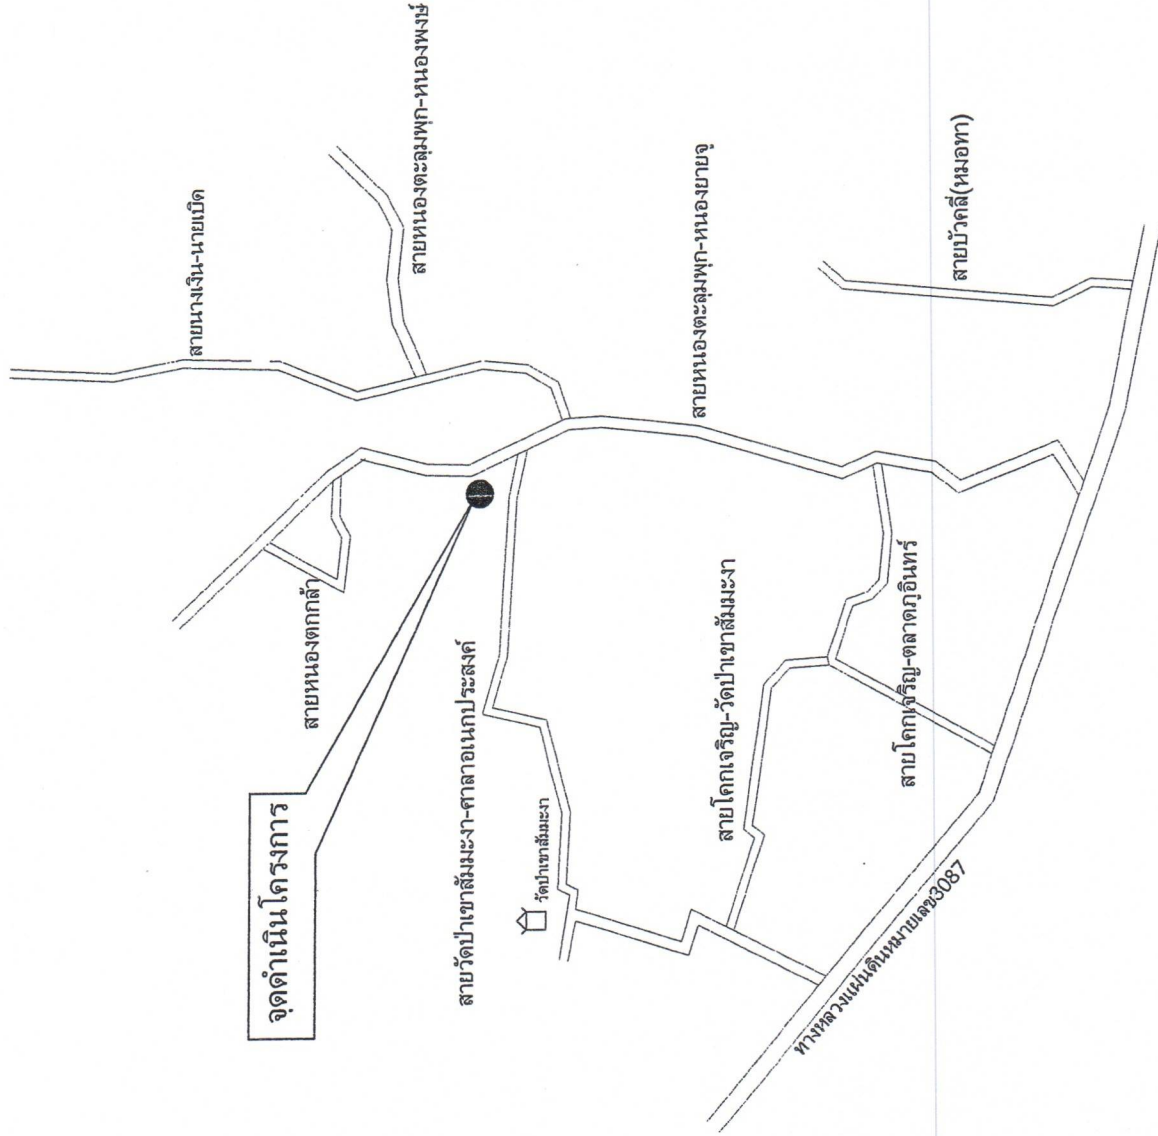 สายนางเงิน-นายเบิด
สายหนองตะลุมพุก-หนองพงษ์
สายหนองตะลุมพุก-หนองยายจู
สายบัวคลี่(หมอทา)
สายหนองตกกล้า
จุดดำเนินโครงการ
สายวัดป่าเขาสัมมะงา-ศาลาอเนกประสงค์
วัดป่าเขาสัมมะงา
สายโคกเจริญ-วัดป่าเขาสัมมะงา
สายโคกเจริญ-ตลาดภูอินทร์
ทางหลวงแผ่นดินหมายเลข3087